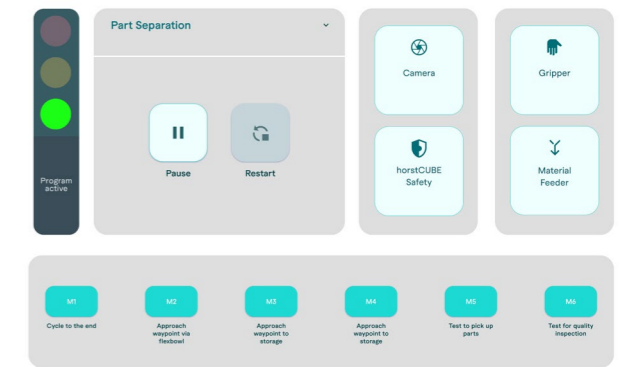 Part Separation
Program
active
Pause
Restart
Camera
Gripper
horstCUBE
Safety
Material
Feeder
M1
Cycle to the end
M2
Approach
waypoint via
flexbowl
M3
Approach
waypoint to
storage
M4
Approach
waypoint to
storage
M5
Test to pick up
parts
M6
Test for quality
inspection